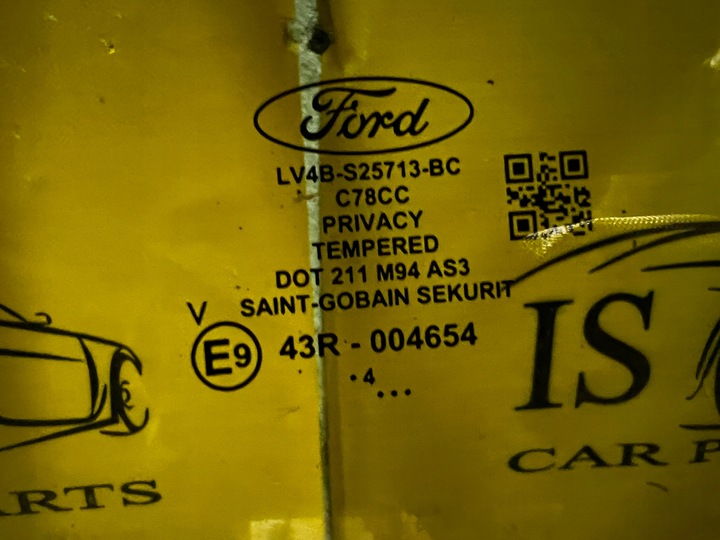 Ford
LV4B-S25713-BC
C78CC
PRIVACY
TEMPERED
DOT 211 M94 AS3
SAINT-GOBAIN SEKURIT
V
E9 43R - 004654
·4
...
IS
CAR P
ARTS